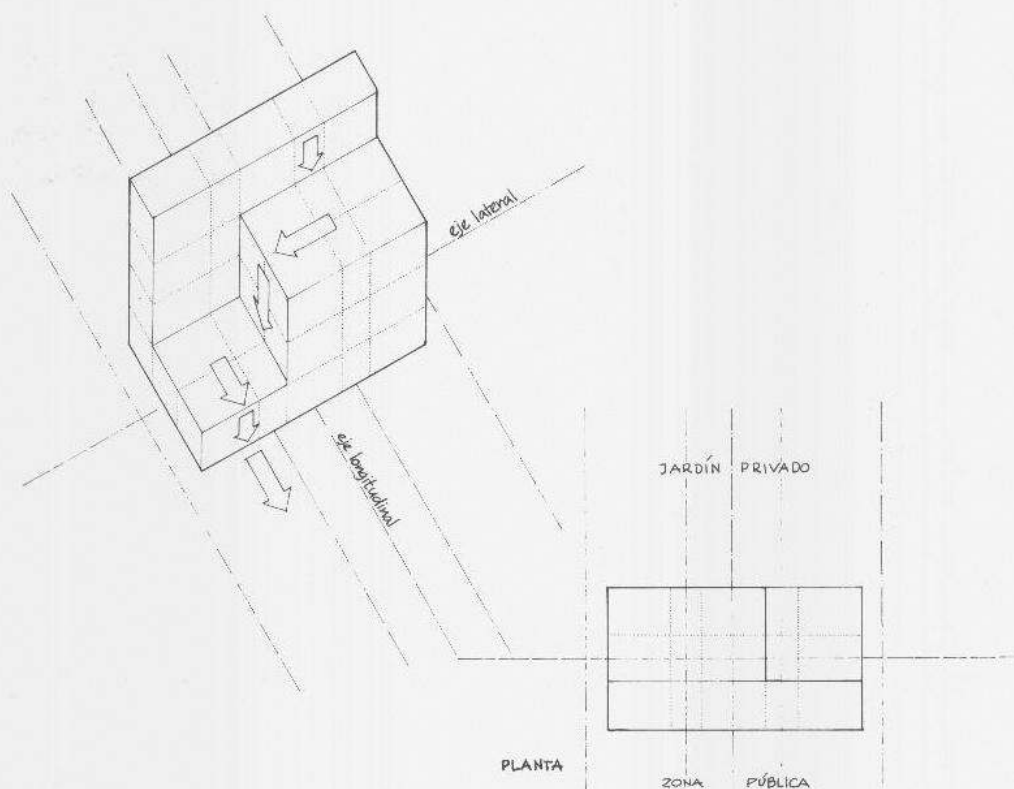 eje lateral
eje longitudinal
JARDÍN PRIVADO
PLANTA
ZONA PÚBLICA